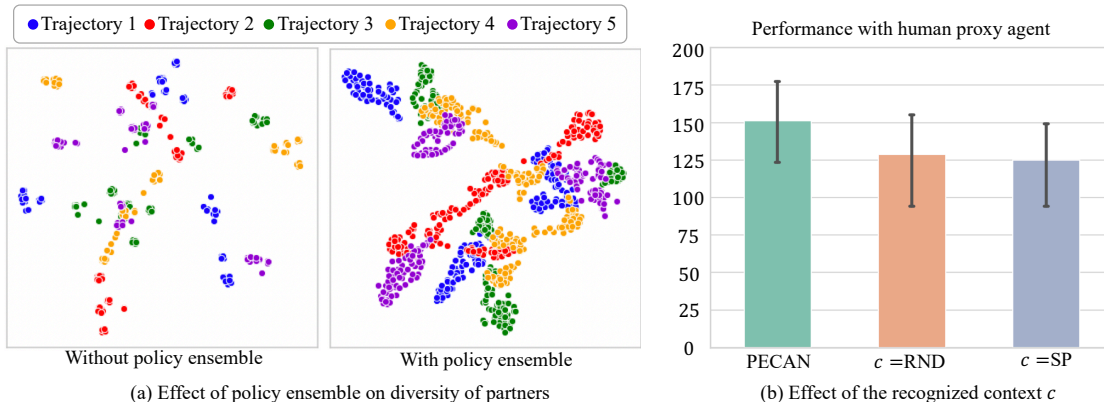 Trajectory 1 Trajectory 2 Trajectory 3 Trajectory 4 Trajectory 5
Without policy ensemble
With policy ensemble
(a) Effect of policy ensemble on diversity of partners
Performance with human proxy agent
200
175
150
125
100
75
50
25
0
PECAN
c =RND
c =SP
(b) Effect of the recognized context c